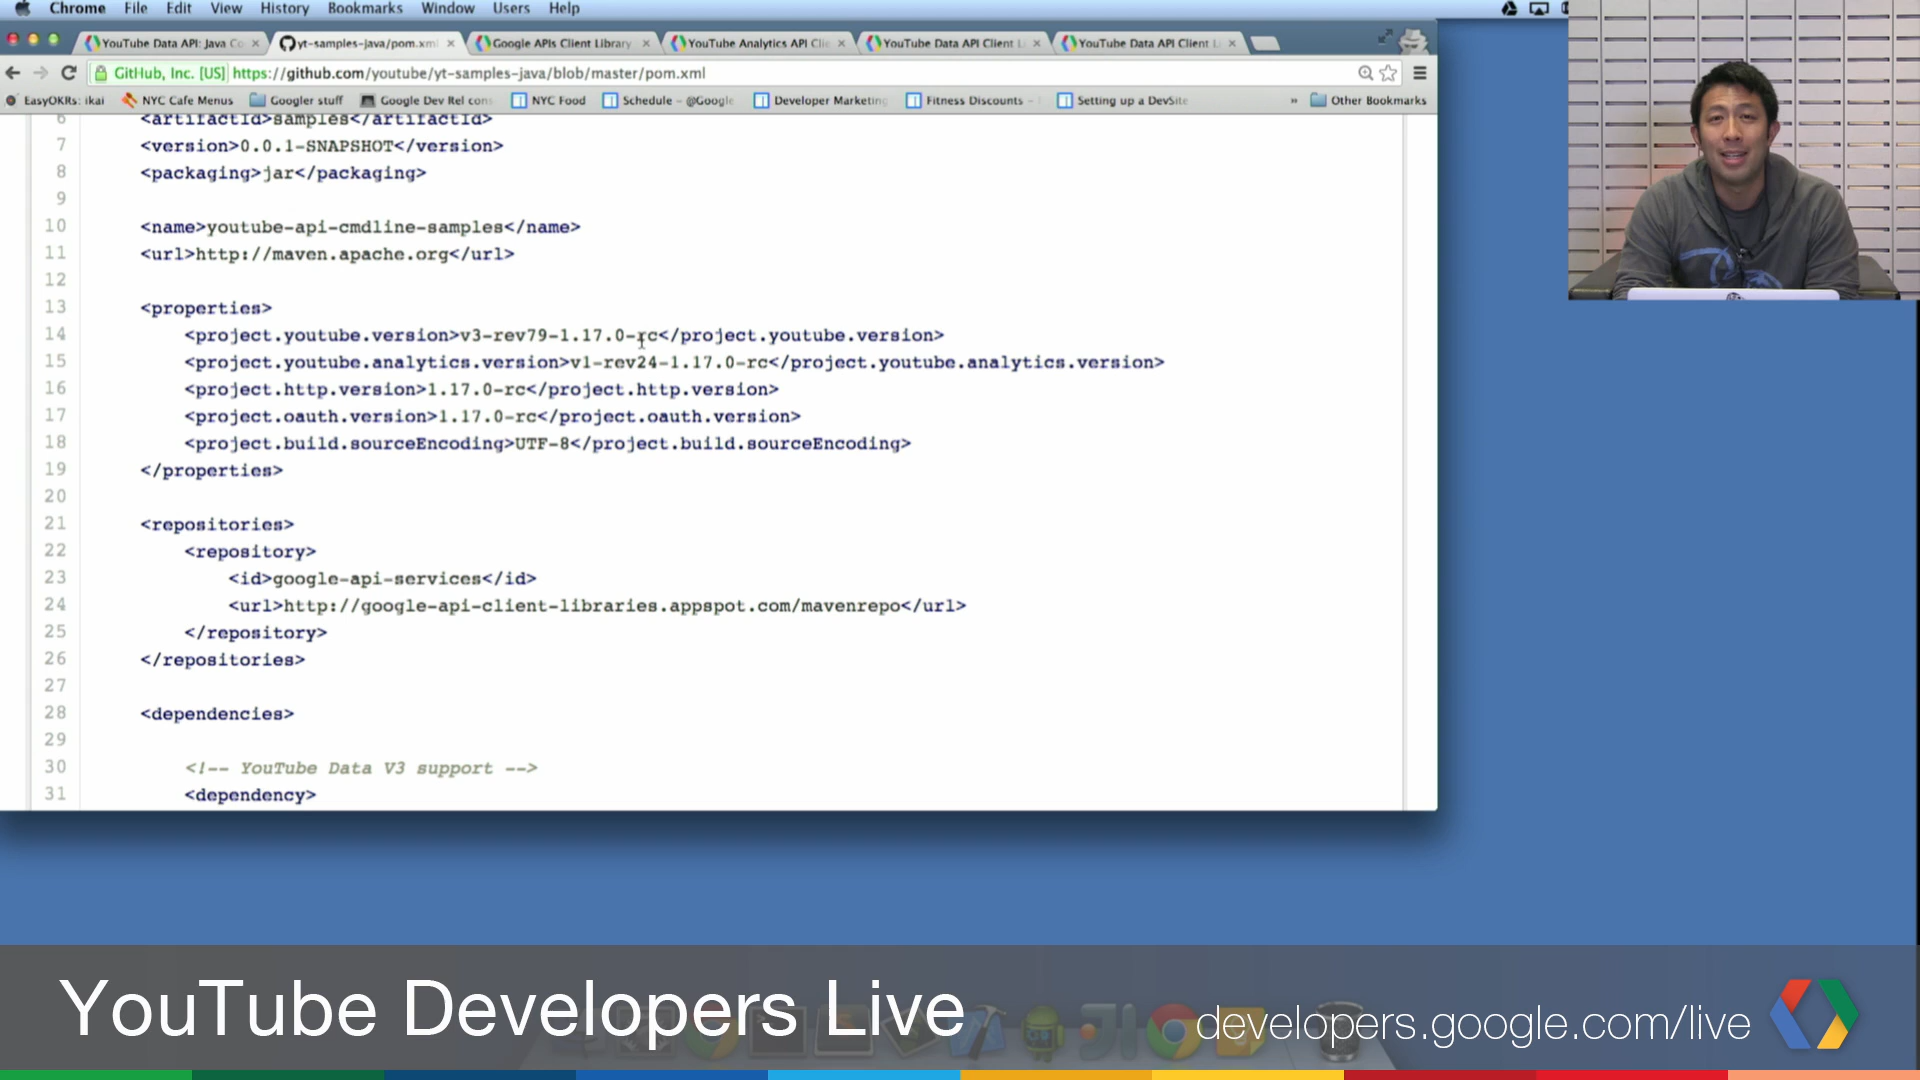 Chrome File Edit View History Bookmarks Window Users Help
YouTube Data API: Java Co yt-samples-java/pom.xml Google APIs Client Library YouTube Analytics API Clie YouTube Data API Client L YouTube Data API Client L
GitHub, Inc. [US] https://github.com/youtube/yt-samples-java/blob/master/pom.xml
EasyOKRs: ikai NYC Cafe Menus Googler stuff Google Dev Rel cons NYC Food Schedule - @Google Developer Marketing Fitness Discounts - Setting up a DevSite » Other Bookmarks
6 <artifactId>samples</artifactId>
7 <version>0.0.1-SNAPSHOT</version>
8 <packaging>jar</packaging>
9
10 <name>youtube-api-cmdline-samples</name>
11 <url>http://maven.apache.org</url>
12
13 <properties>
14 <project.youtube.version>v3-rev79-1.17.0-rc</project.youtube.version>
15 <project.youtube.analytics.version>v1-rev24-1.17.0-rc</project.youtube.analytics.version>
16 <project.http.version>1.17.0-rc</project.http.version>
17 <project.oauth.version>1.17.0-rc</project.oauth.version>
18 <project.build.sourceEncoding>UTF-8</project.build.sourceEncoding>
19 </properties>
20
21 <repositories>
22 <repository>
23 <id>google-api-services</id>
24 <url>http://google-api-client-libraries.appspot.com/mavenrepo</url>
25 </repository>
26 </repositories>
27
28 <dependencies>
29
30 <!-- YouTube Data V3 support -->
31 <dependency>
YouTube Developers Live
developers.google.com/live